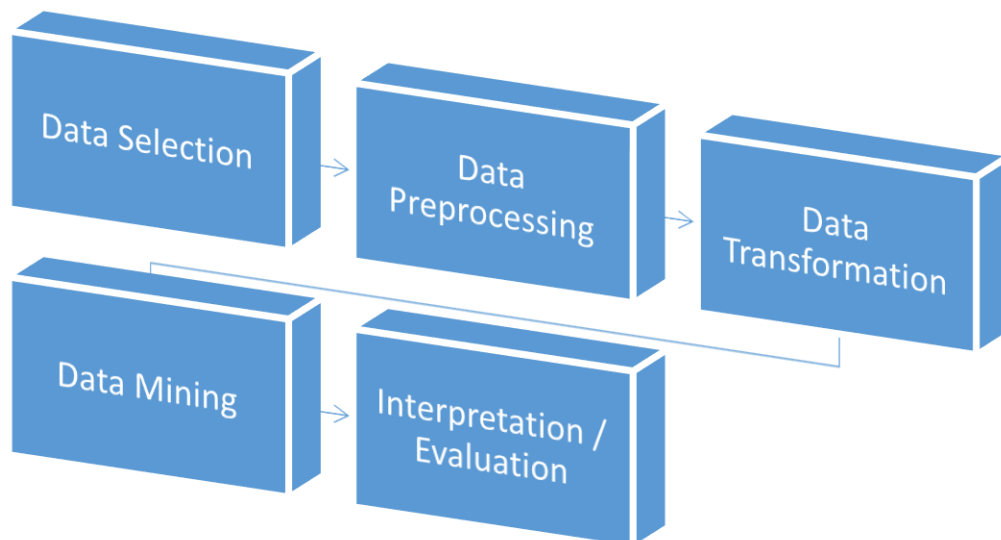 Data Selection
Data
Preprocessing
Data
Transformation
Data Mining
Interpretation /
Evaluation